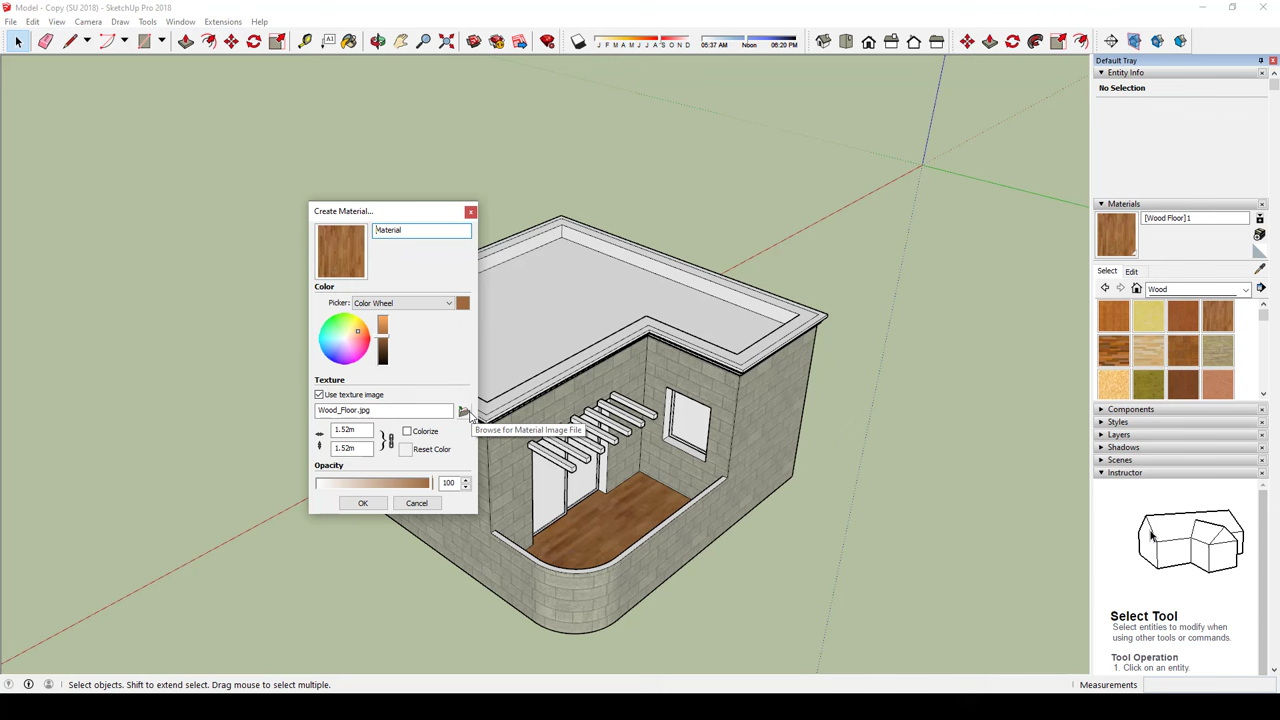 Model - Copy (SU 2018) - SketchUp Pro 2018
File Edit View Camera Draw Tools Window Extensions Help
J F M A M J J A S O N D
05:37 AM Noon 06:20 PM
Default Tray
Entity Info
No Selection
Materials
[Wood Floor]1
Select Edit
Wood
Create Material...
Material
Color
Picker: Color Wheel
Texture
Use texture image
Wood_Floor.jpg
1.52m
Colorize
1.52m
Reset Color
Opacity
100
OK Cancel
Browse for Material Image File
Components
Styles
Layers
Shadows
Scenes
Instructor
Select Tool
Select entities to modify when
using other tools or commands.
Tool Operation
1. Click on an entity.
Select objects. Shift to extend select. Drag mouse to select multiple.
Measurements